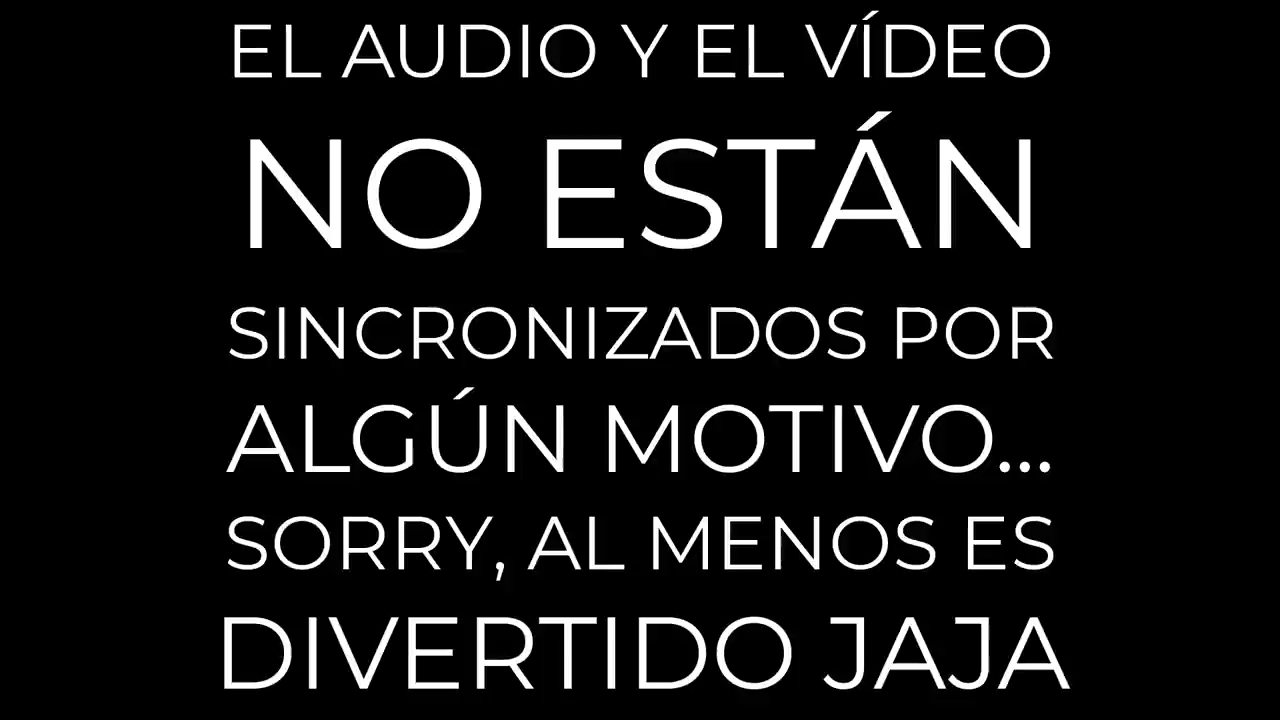 EL AUDIO Y EL VÍDEO
NO ESTÁN
SINCRONIZADOS POR
ALGÚN MOTIVO...
SORRY, AL MENOS ES
DIVERTIDO JAJA